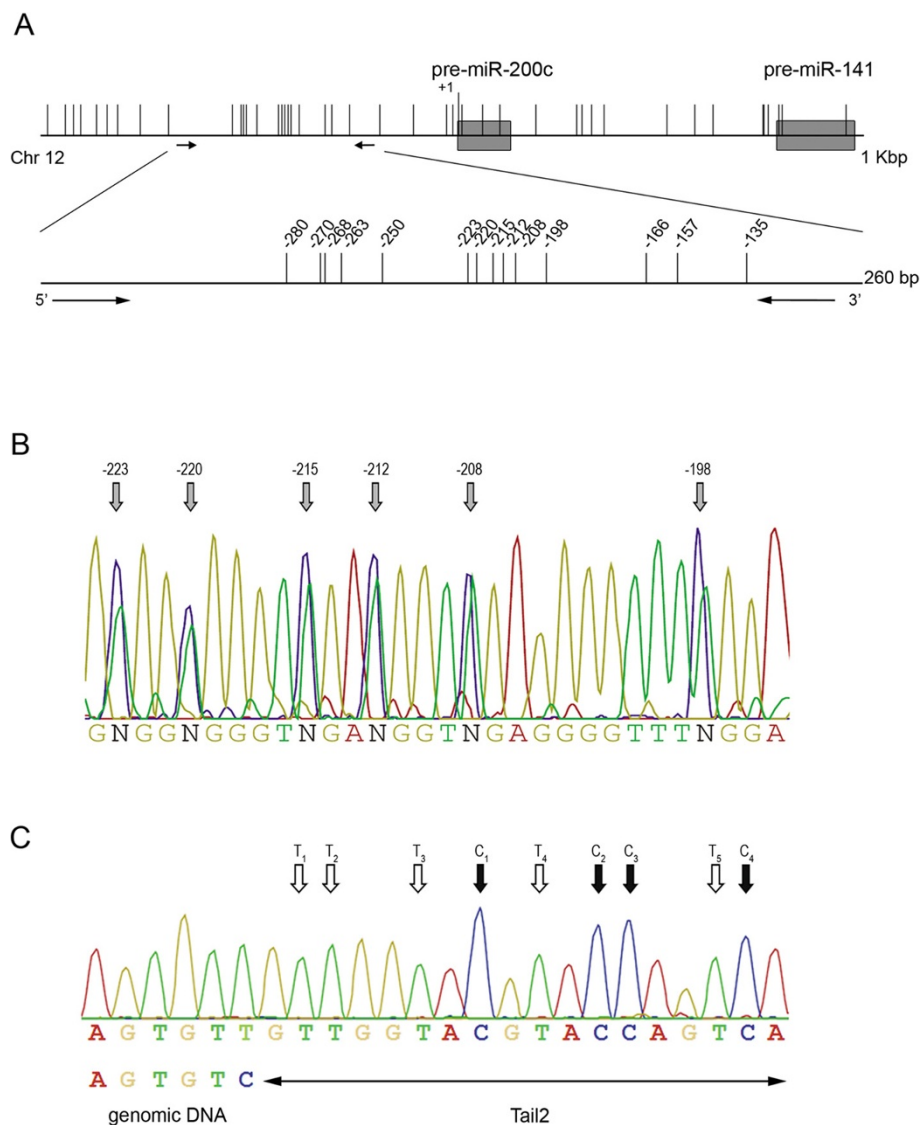 A
pre-miR-200c pre-miR-141
+1
Chr 12 1 Kbp
-280 -270 -268 -263 -250 -223 -220 -215 -212 -208 -198 -166 -157 -135
260 bp
5’ 3’
B
-223 -220 -215 -212 -208 -198
GNGGNGGGTNGANGGTNGAGGGGTTTNGGA
C
T1 T2 T3 C1 T4 C2 C3 T5 C4
A G T G T T G T T G G T A C G T A C C A G T C A
A G T G T C
genomic DNA Tail2